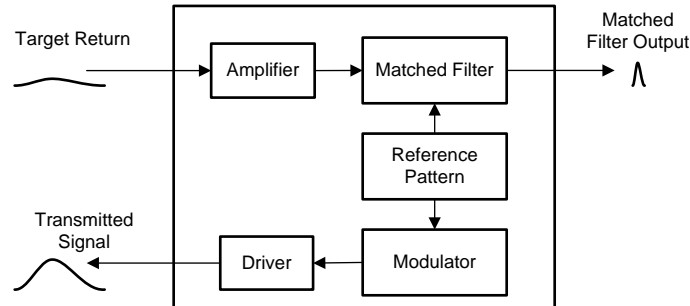 Target Return
Amplifier
Matched Filter
Matched
Filter Output
Reference
Pattern
Transmitted
Signal
Driver
Modulator